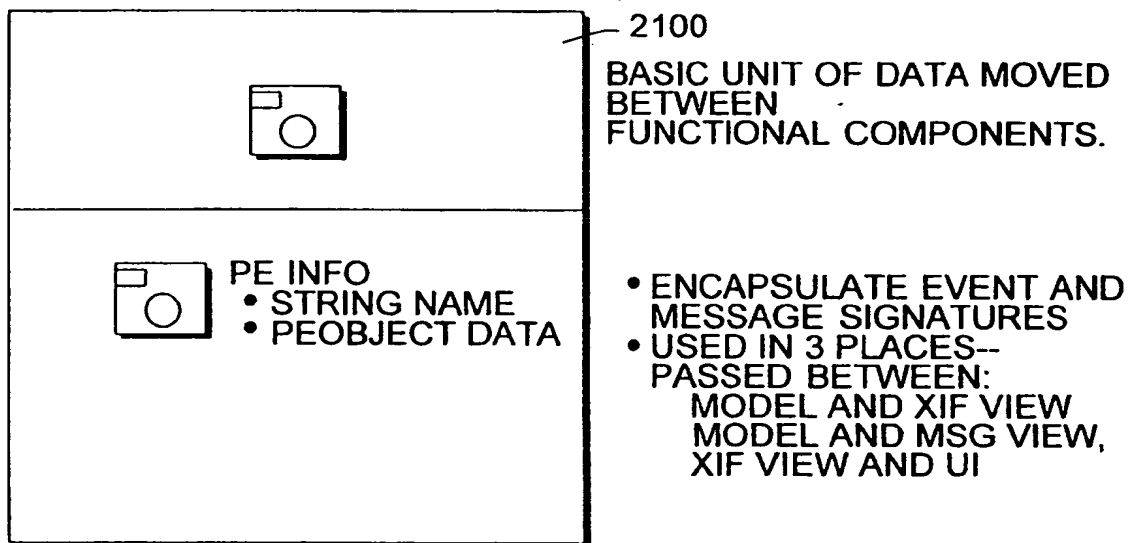 2100
BASIC UNIT OF DATA MOVED
BETWEEN
FUNCTIONAL COMPONENTS.
PE INFO
• STRING NAME
• PEOBJECT DATA
• ENCAPSULATE EVENT AND
MESSAGE SIGNATURES
• USED IN 3 PLACES--
PASSED BETWEEN:
MODEL AND XIF VIEW
MODEL AND MSG VIEW,
XIF VIEW AND UI